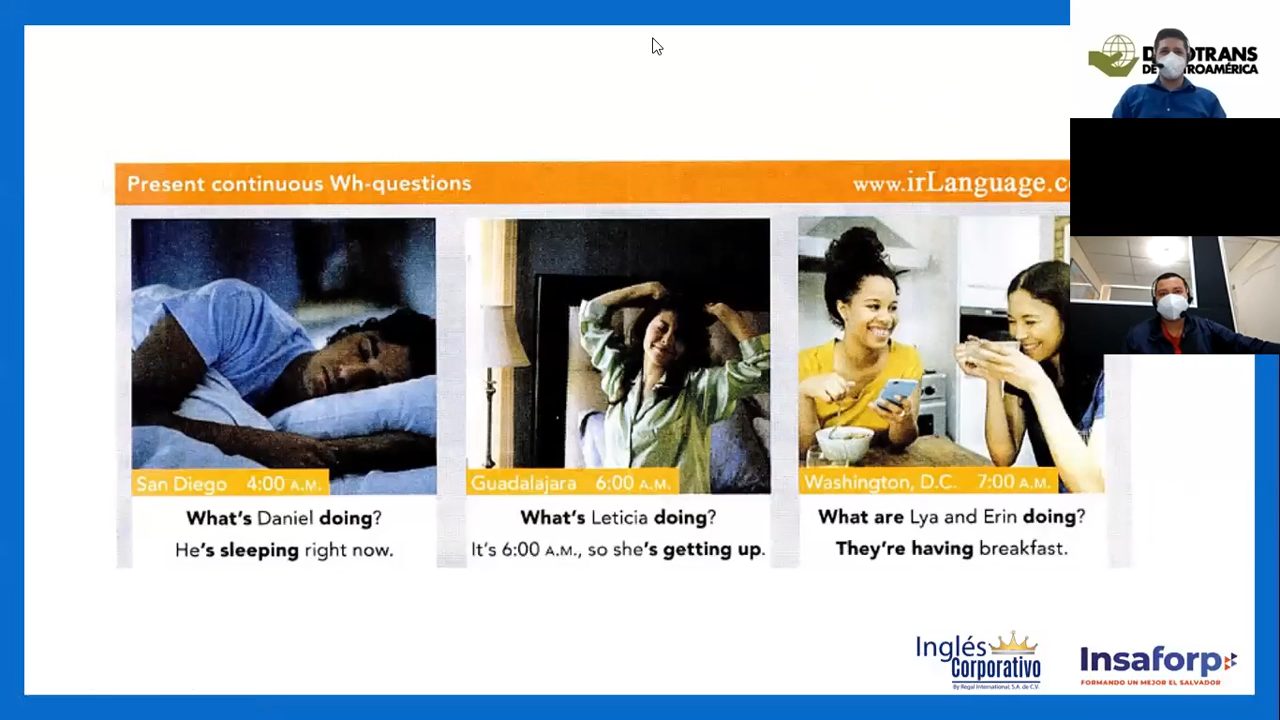 Present continuous Wh-questions
www.irLanguage.c
San Diego 4:00 A.M.
What's Daniel doing?
He's sleeping right now.
Guadalajara 6:00 A.M.
What's Leticia doing?
It's 6:00 A.M., so she's getting up.
Washington, D.C. 7:00 A.M.
What are Lya and Erin doing?
They're having breakfast.
Inglés
Corporativo
By Regal International, S.A. de C.V.
Insaforp
FORMANDO UN MEJOR EL SALVADOR